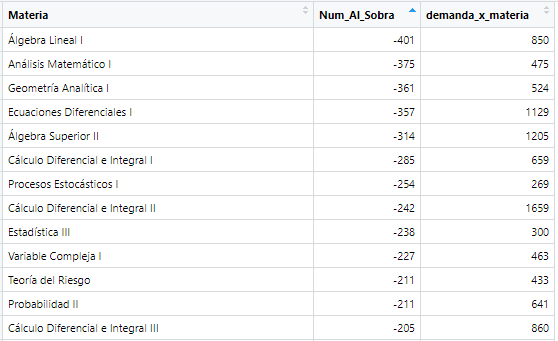 Materia Num_Al_Sobra demanda_x_materia
Álgebra Lineal I -401 850
Análisis Matemático I -375 475
Geometría Analítica I -361 524
Ecuaciones Diferenciales I -357 1129
Álgebra Superior II -314 1205
Cálculo Diferencial e Integral I -285 659
Procesos Estocásticos I -254 269
Cálculo Diferencial e Integral II -242 1659
Estadística III -238 300
Variable Compleja I -227 463
Teoría del Riesgo -211 433
Probabilidad II -211 641
Cálculo Diferencial e Integral III -205 860